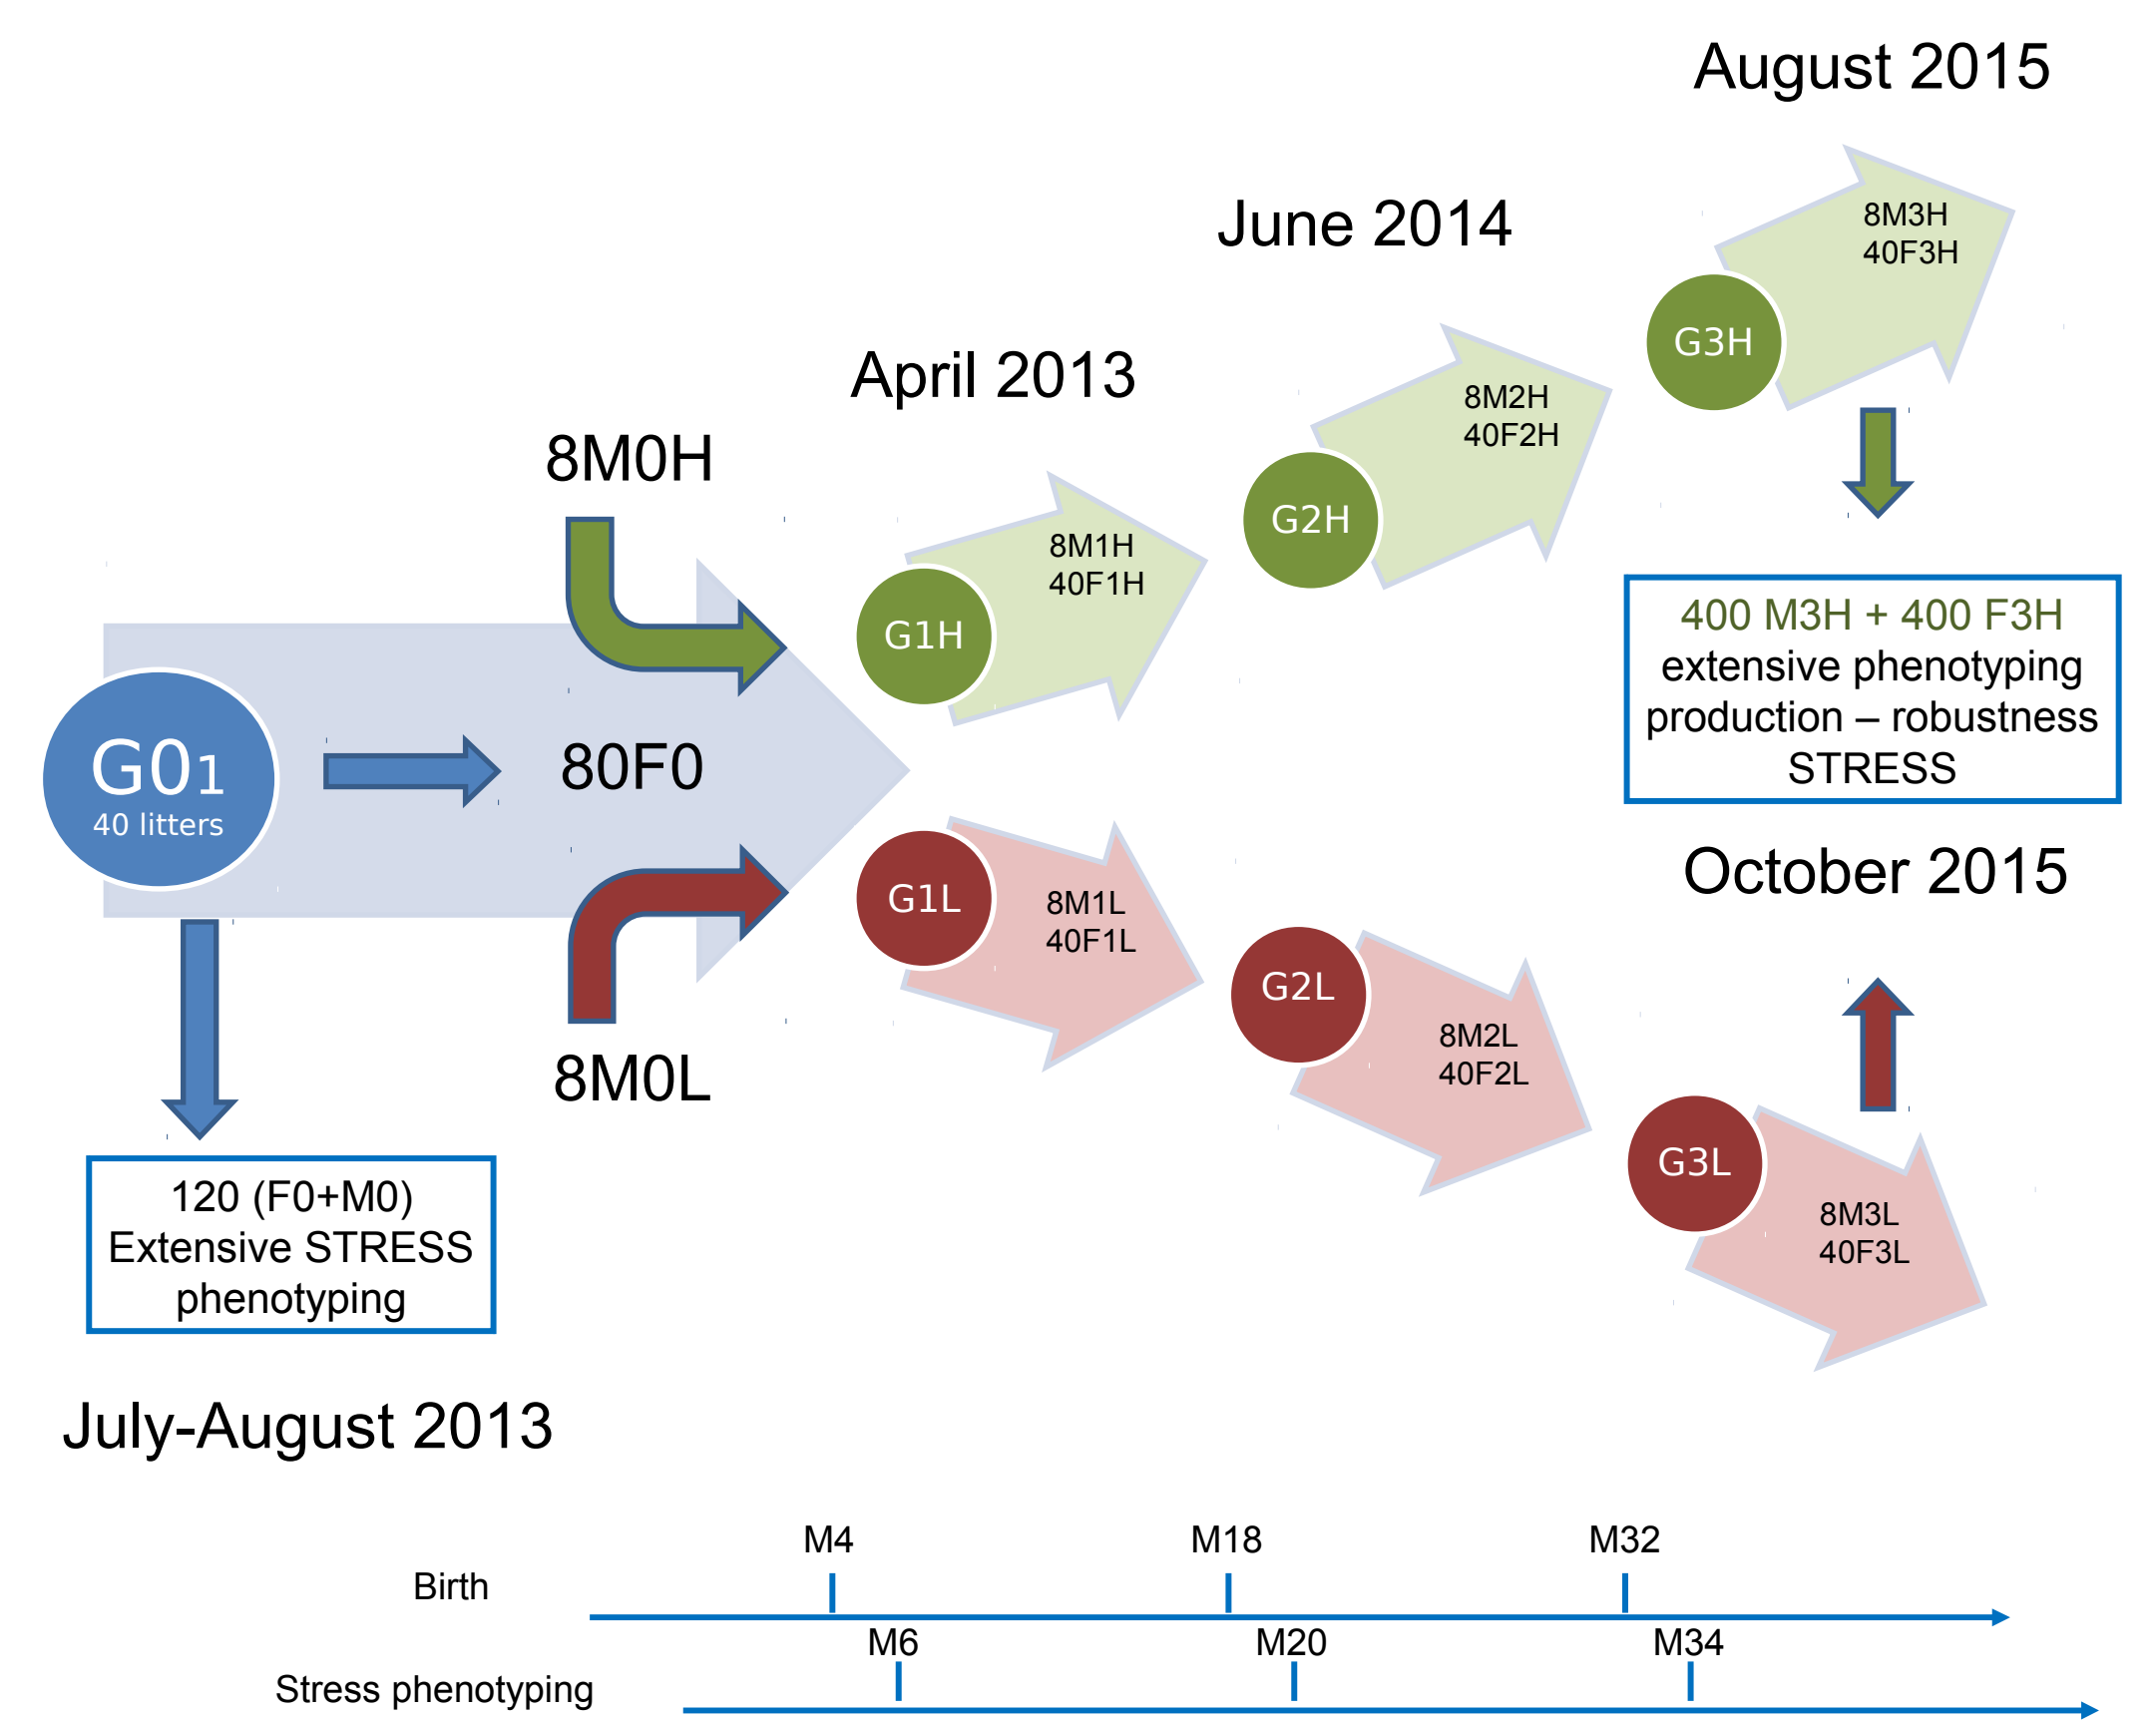 August 2015
8M3H
40F3H
June 2014
G3H
8M2H
40F2H
April 2013
G2H
8M0H
8M1H
40F1H
G1H
400 M3H + 400 F3H
extensive phenotyping
production – robustness
STRESS
G01
40 litters
80F0
October 2015
G1L
8M1L
40F1L
G2L
8M2L
40F2L
8M0L
G3L
8M3L
40F3L
120 (F0+M0)
Extensive STRESS
phenotyping
July-August 2013
M4 M18 M32
Birth
M6 M20 M34
Stress phenotyping